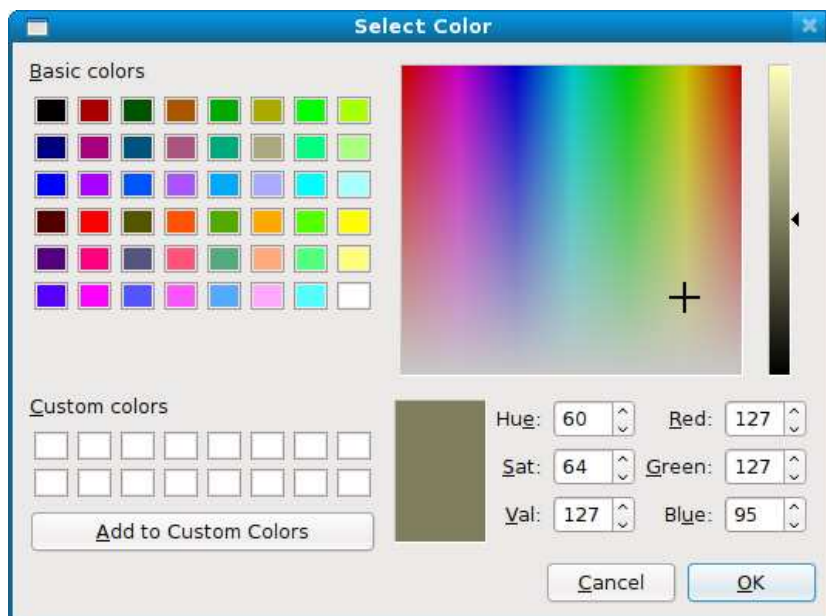 Select Color
Basic colors
Custom colors
Add to Custom Colors
Hue: 60 Red: 127
Sat: 64 Green: 127
Val: 127 Blue: 95
Cancel OK